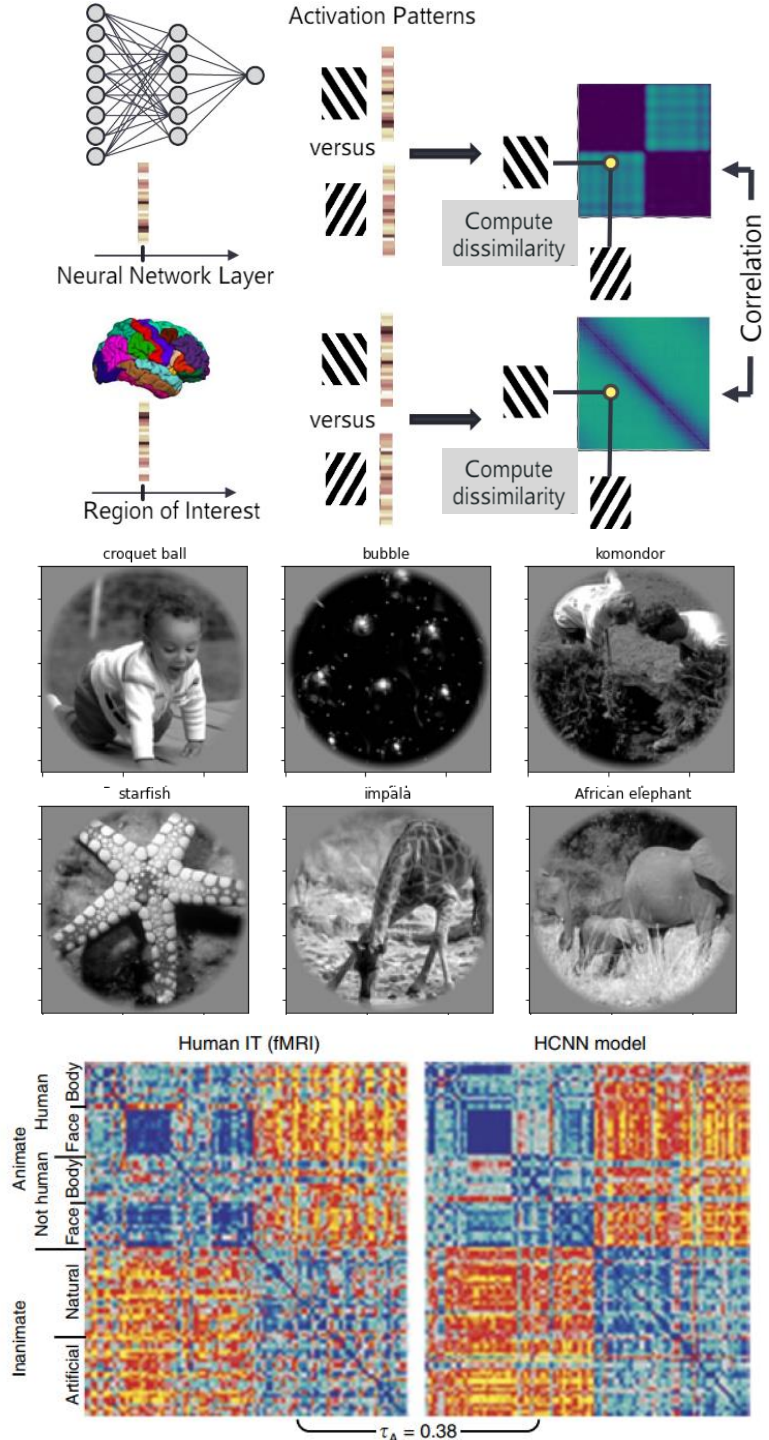 Activation Patterns
versus
Compute
dissimilarity
Neural Network Layer
Correlation
versus
Compute
dissimilarity
Region of Interest
croquet ball
bubble
komondor
starfish
impala
African elephant
Human IT (fMRI)
HCNN model
Animate
Human
Body
Face
Not human
Body
Face
Inanimate
Natural
Artificial
τA = 0.38